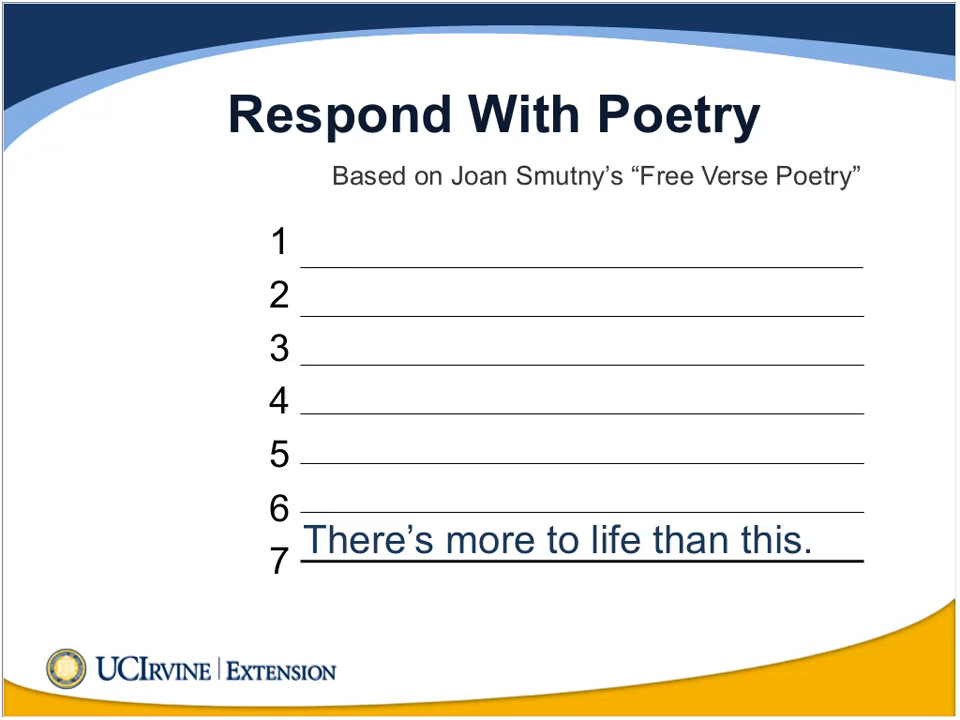 Respond With Poetry
Based on Joan Smutny’s “Free Verse Poetry”
1
2
3
4
5
6
7 There’s more to life than this.
UCIRVINE | EXTENSION